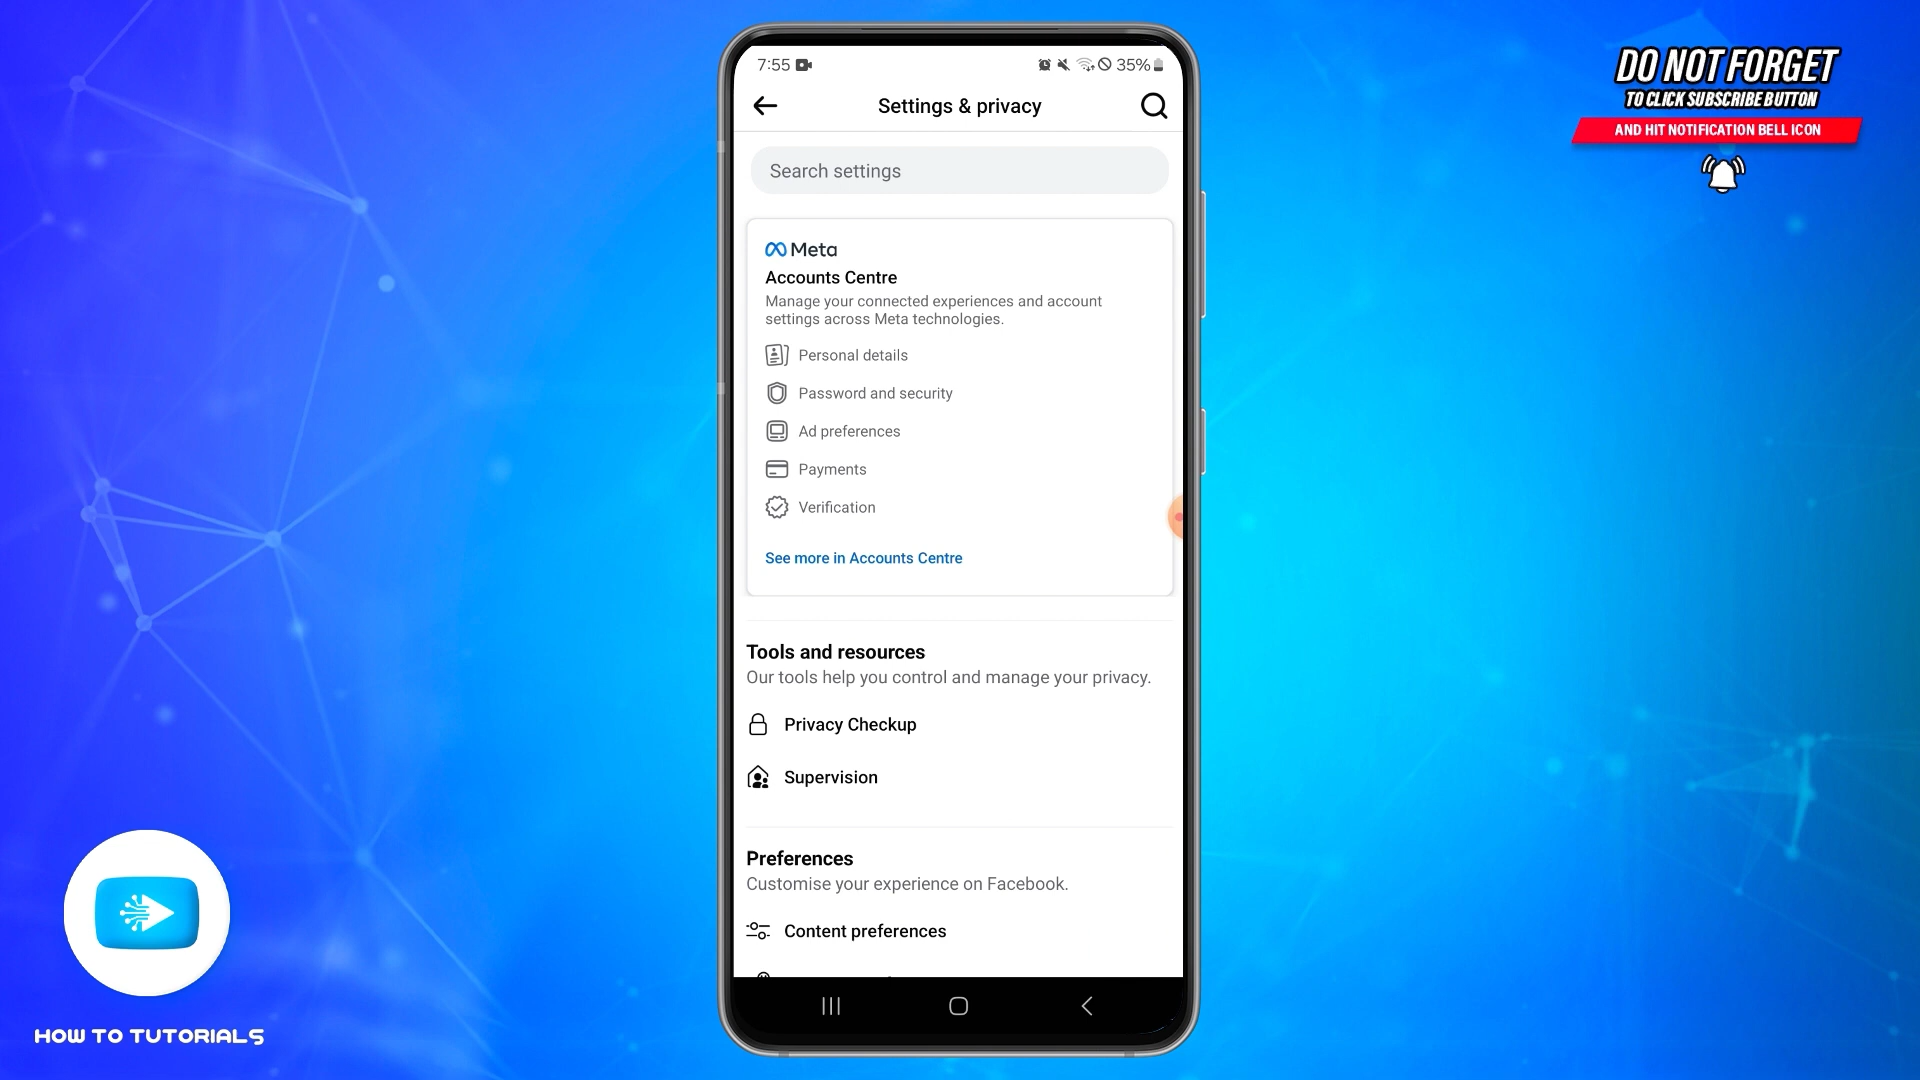 7:55
35%
Settings & privacy
Search settings
Meta
Accounts Centre
Manage your connected experiences and account
settings across Meta technologies.
Personal details
Password and security
Ad preferences
Payments
Verification
See more in Accounts Centre
Tools and resources
Our tools help you control and manage your privacy.
Privacy Checkup
Supervision
Preferences
Customise your experience on Facebook.
Content preferences
DO NOT FORGET
TO CLICK SUBSCRIBE BUTTON
AND HIT NOTIFICATION BELL ICON
HOW TO TUTORIALS